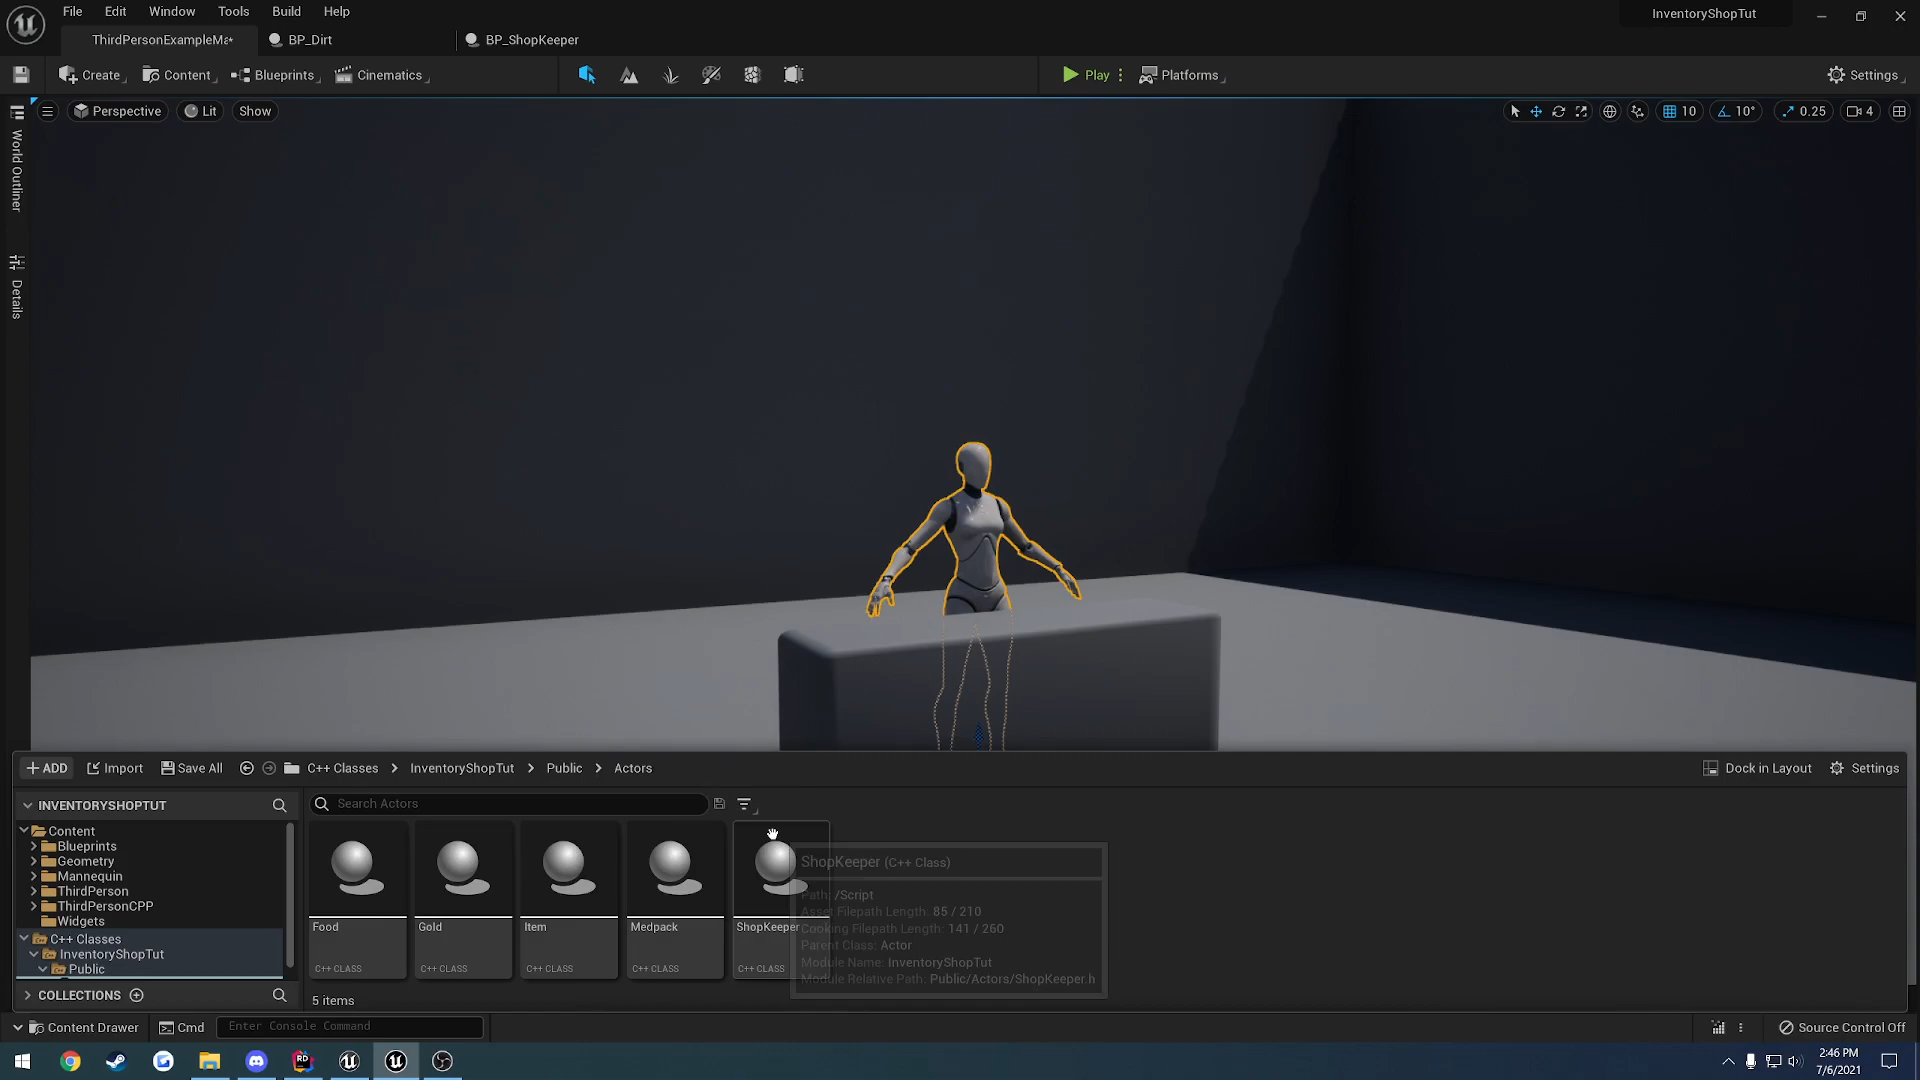 File Edit Window Tools Build Help
InventoryShopTut
ThirdPersonExampleMa*
BP_Dirt
BP_ShopKeeper
Create Content Blueprints Cinematics
Play Platforms
Settings
Perspective Lit Show
10 10° 0.25 4
World Outliner
Details
ADD Import Save All C++ Classes InventoryShopTut Public Actors
Dock in Layout Settings
INVENTORYSHOPTUT
Search Actors
Content
Blueprints
Geometry
Mannequin
ThirdPerson
ThirdPersonCPP
Widgets
C++ Classes
InventoryShopTut
Public
COLLECTIONS
Food
C++ CLASS
Gold
C++ CLASS
Item
C++ CLASS
Medpack
C++ CLASS
ShopKeeper
C++ CLASS
ShopKeeper (C++ Class)
Path: /Script
Asset Filepath Length: 85 / 210
Cooking Filepath Length: 141 / 260
Parent Class: Actor
Module Name: InventoryShopTut
Module Relative Path: Public/Actors/ShopKeeper.h
5 items
Content Drawer Cmd Enter Console Command
Source Control Off
RD
2:46 PM
7/6/2021